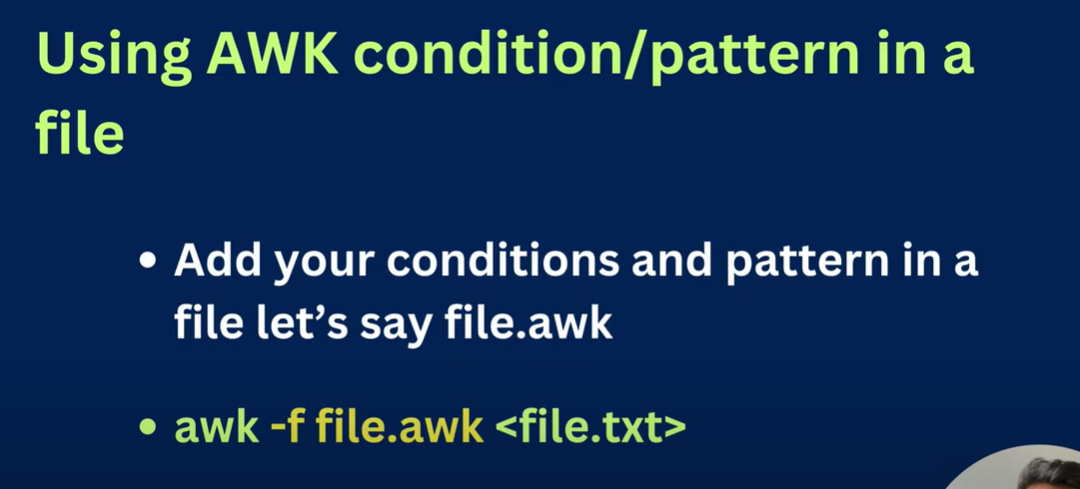 Using AWK condition/pattern in a
file
• Add your conditions and pattern in a
file let’s say file.awk
• awk -f file.awk <file.txt>